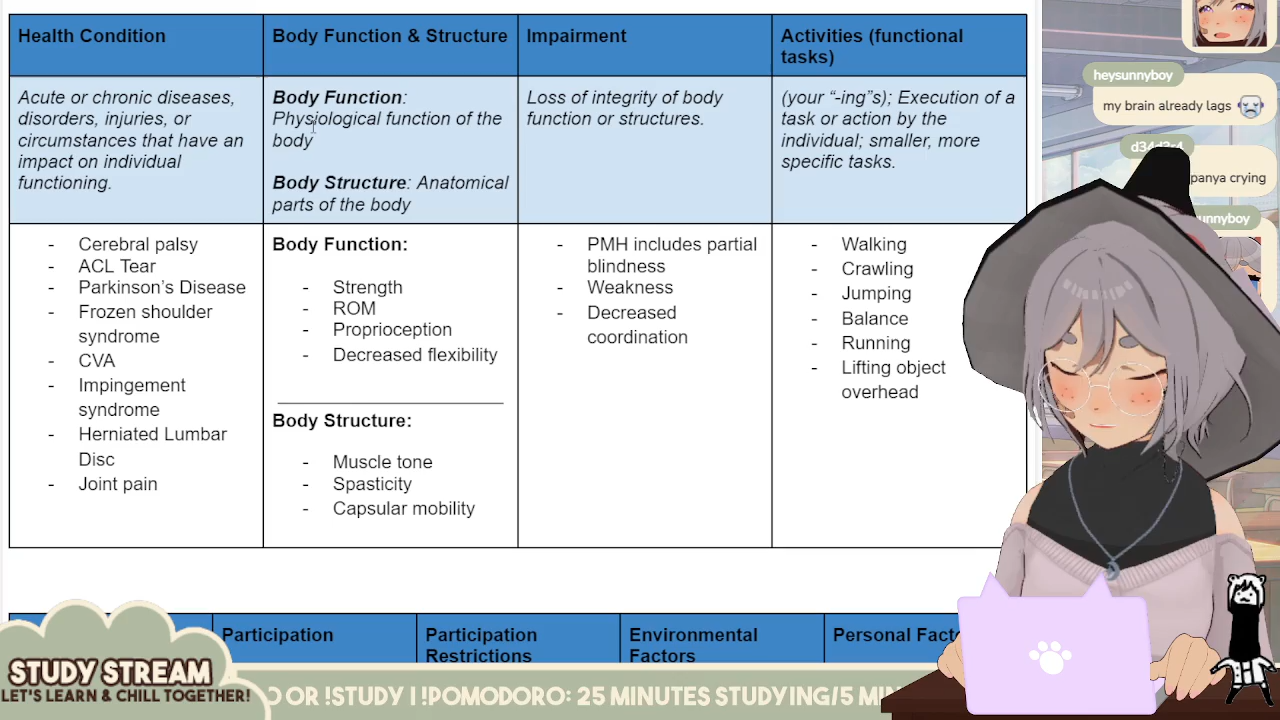 Health Condition
Body Function & Structure
Impairment
Activities (functional
tasks)
Acute or chronic diseases,
disorders, injuries, or
circumstances that have an
impact on individual
functioning.
Body Function:
Physiological function of the
body
Body Structure: Anatomical
parts of the body
Loss of integrity of body
function or structures.
(your “-ing”s); Execution of a
task or action by the
individual; smaller, more
specific tasks.
- Cerebral palsy
- ACL Tear
- Parkinson’s Disease
- Frozen shoulder
syndrome
- CVA
- Impingement
syndrome
- Herniated Lumbar
Disc
- Joint pain
Body Function:
- Strength
- ROM
- Proprioception
- Decreased flexibility
Body Structure:
- Muscle tone
- Spasticity
- Capsular mobility
- PMH includes partial
blindness
- Weakness
- Decreased
coordination
- Walking
- Crawling
- Jumping
- Balance
- Running
- Lifting object
overhead
Participation
Participation
Restrictions
Environmental
Factors
Personal Facto
heysunnyboy
my brain already lags
panya crying
unnyboy
STUDY STREAM
LET'S LEARN & CHILL TOGETHER!
O OR !STUDY | !POMODORO: 25 MINUTES STUDYING/5 MIN